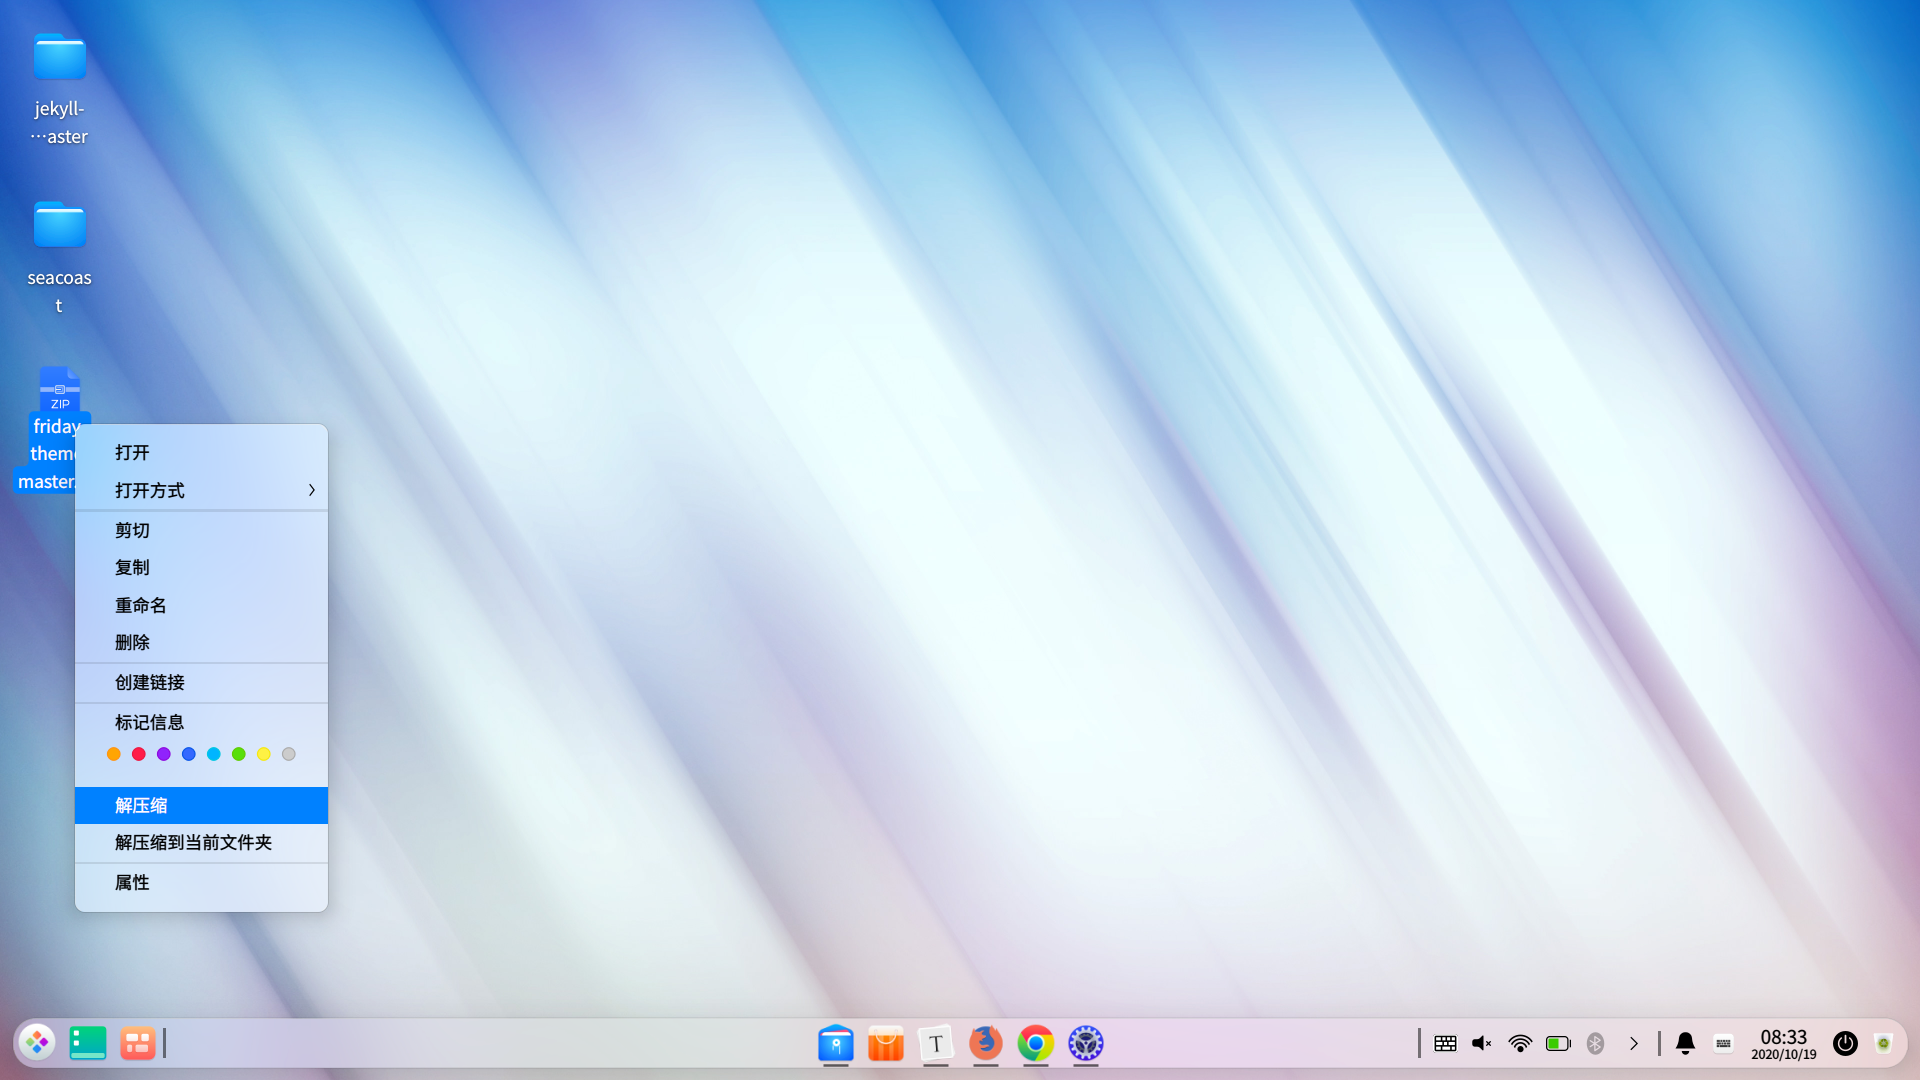 jekyll-
…aster
seacoas
t
ZIP
friday
them
master.
打开
打开方式
剪切
复制
重命名
删除
创建链接
标记信息
解压缩
解压缩到当前文件夹
属性
T
08:33
2020/10/19